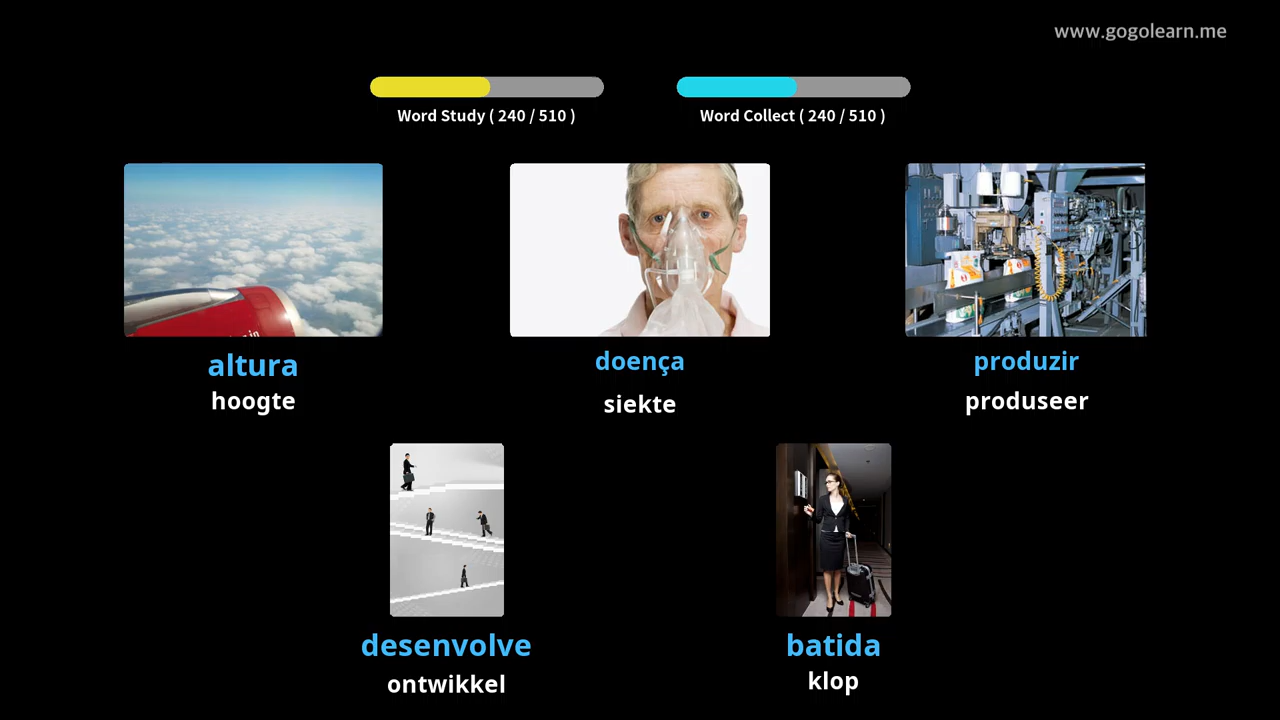 www.gogolearn.me
Word Study ( 240 / 510 )
Word Collect ( 240 / 510 )
altura
hoogte
doença
siekte
produzir
produseer
desenvolve
ontwikkel
batida
klop